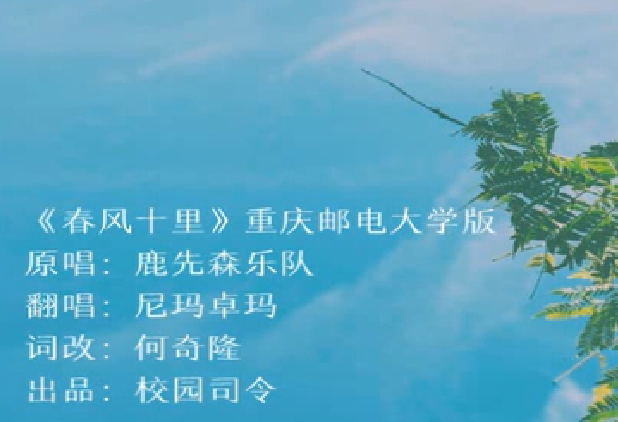 《春风十里》重庆邮电大学版
原唱：鹿先森乐队
翻唱：尼玛卓玛
词改：何奇隆
出品：校园司令